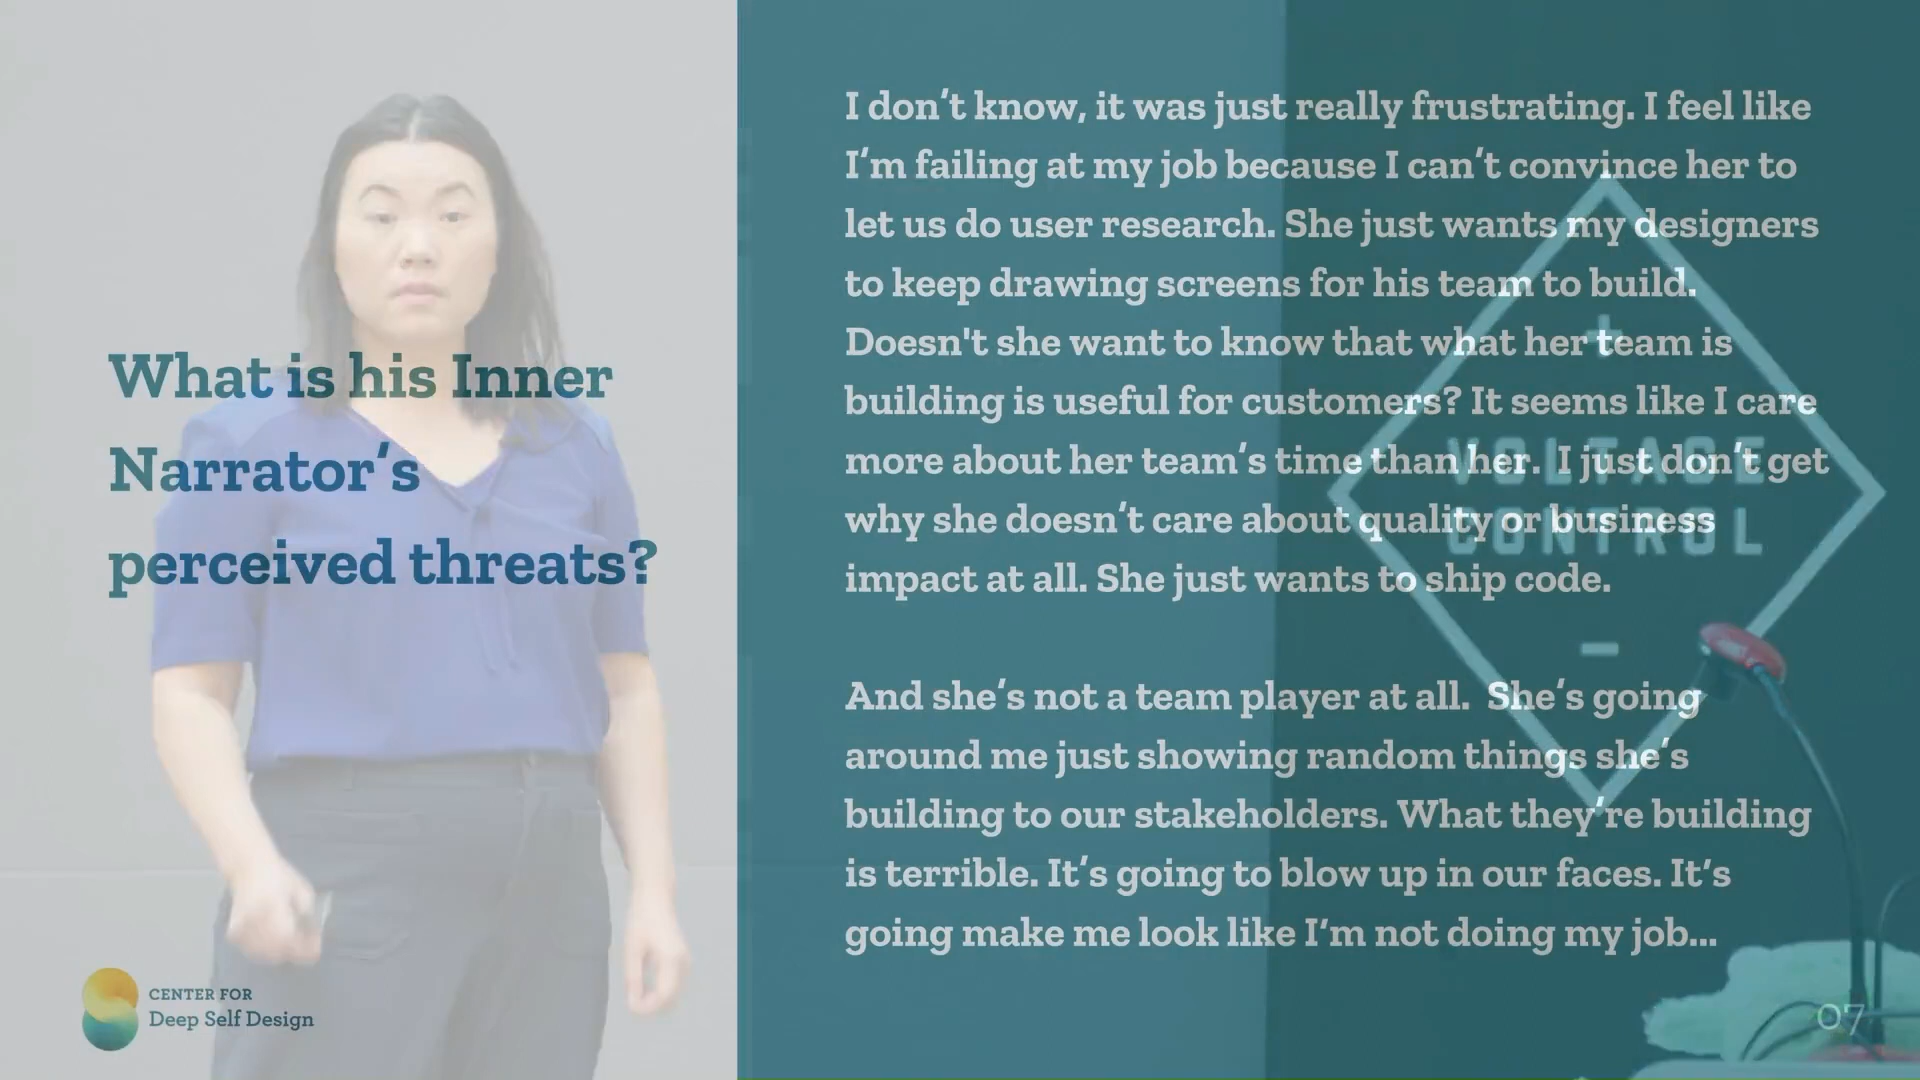 What is his Inner
Narrator's
perceived threats?
I don't know, it was just really frustrating. I feel like
I'm failing at my job because I can't convince her to
let us do user research. She just wants my designers
to keep drawing screens for his team to build.
Doesn't she want to know that what her team is
building is useful for customers? It seems like I care
more about her team's time than her.  I just don't get
why she doesn't care about quality or business
impact at all. She just wants to ship code.
And she's not a team player at all.  She's going
around me just showing random things she's
building to our stakeholders. What they're building
is terrible. It's going to blow up in our faces. It's
going make me look like I'm not doing my job...
+
VOLTAGE
CONTROL
–
CENTER FOR
Deep Self Design
07